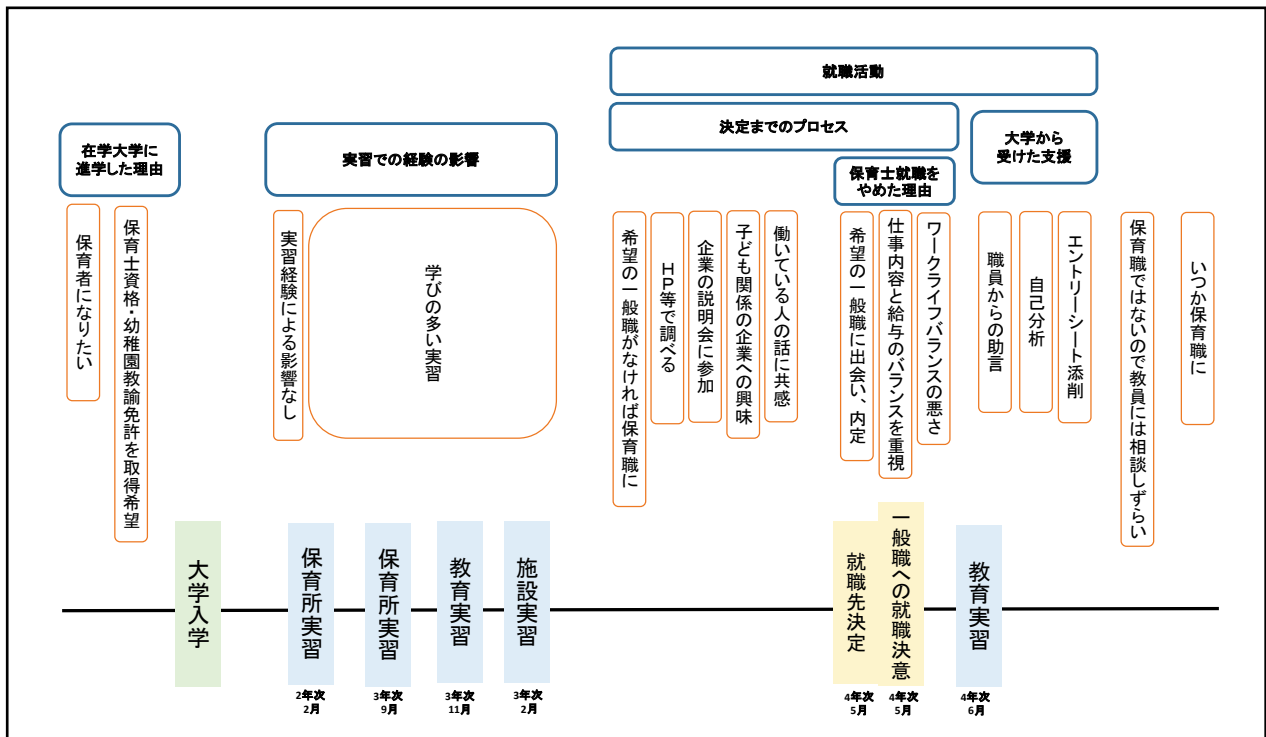 就職活動
決定までのプロセス
在学大学に
進学した理由
実習での経験の影響
大学から
受けた支援
保育士就職を
やめた理由
保育者になりたい
保育士資格・幼稚園教諭免許を取得希望
実習経験による影響なし
学びの多い実習
希望の一般職がなければ保育職に
HP等で調べる
企業の説明会に参加
子ども関係の企業への興味
働いている人の話に共感
希望の一般職に出会い、内定
仕事内容と給与のバランスを重視
ワークライフバランスの悪さ
職員からの助言
自己分析
エントリーシート添削
保育職ではないので教員には相談しずらい
いつか保育職に
大学入学
保育所実習
保育所実習
教育実習
施設実習
就職先決定
一般職への就職決意
教育実習
2年次
2月
3年次
9月
3年次
11月
3年次
2月
4年次
5月
4年次
5月
4年次
6月